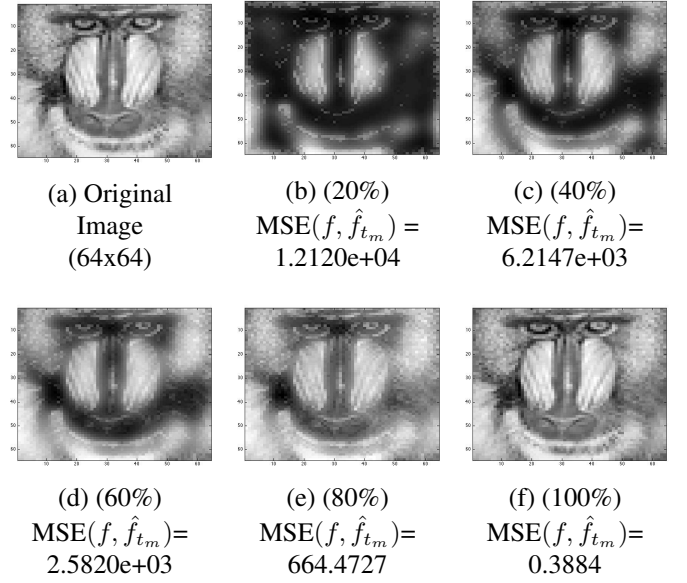 (a) Original
Image
(64x64)
(b) (20%)
MSE(f, f̂_{t_m}) =
1.2120e+04
(c) (40%)
MSE(f, f̂_{t_m})=
6.2147e+03
(d) (60%)
MSE(f, f̂_{t_m})=
2.5820e+03
(e) (80%)
MSE(f, f̂_{t_m})=
664.4727
(f) (100%)
MSE(f, f̂_{t_m})=
0.3884